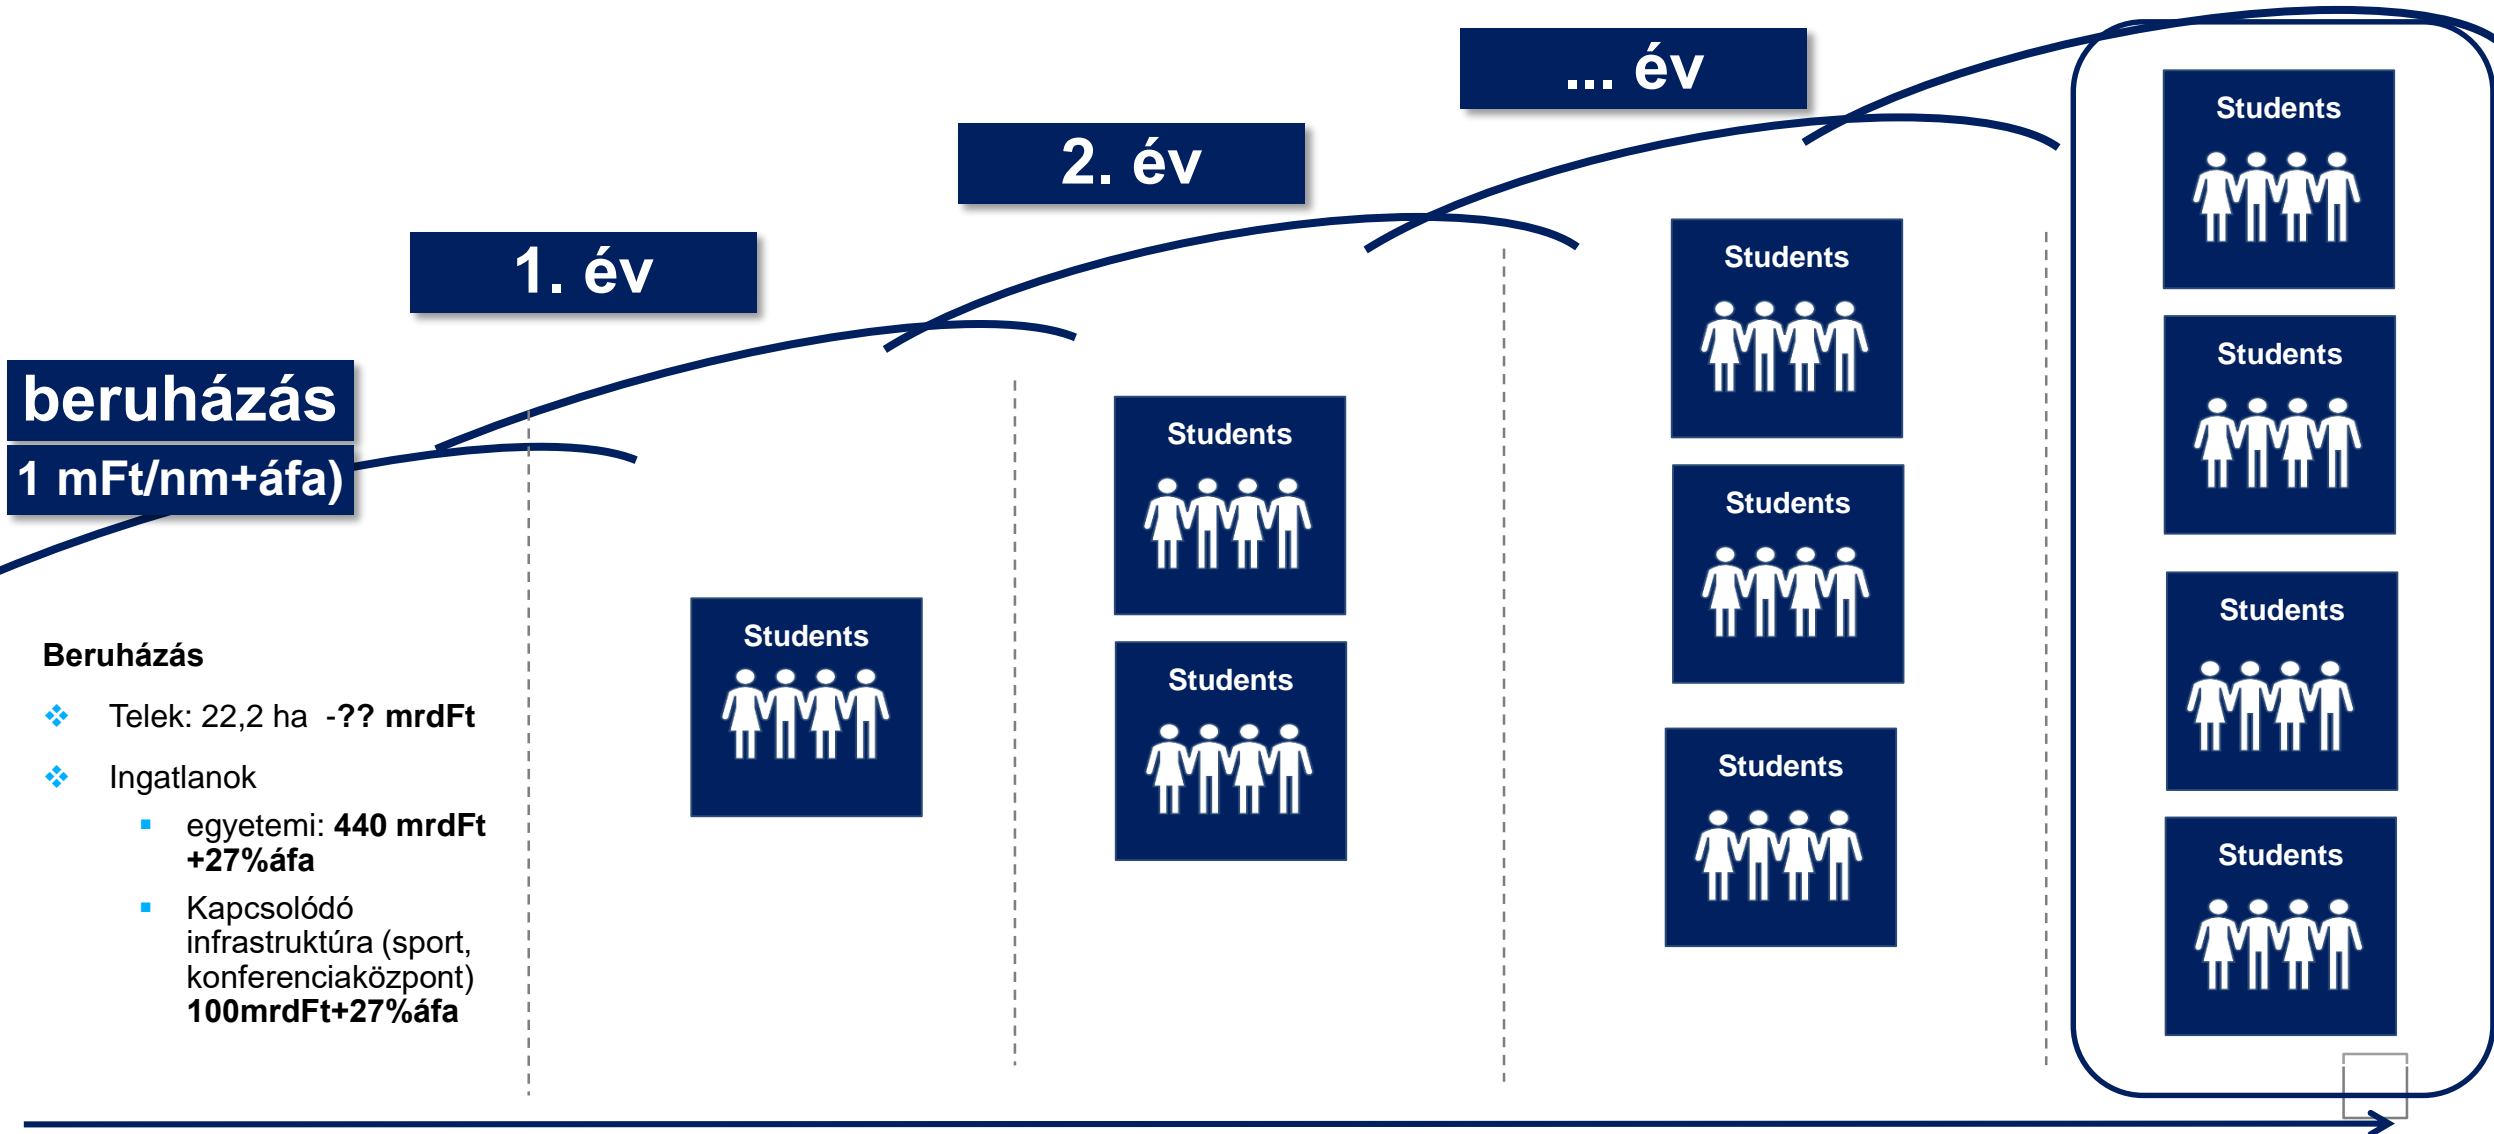 ... év
2. év
1. év
beruházás
1 mFt/nm+áfa)
Beruházás
Telek: 22,2 ha -?? mrdFt
Ingatlanok
egyetemi: 440 mrdFt
+27%áfa
Kapcsolódó
infrastruktúra (sport,
konferenciaközpont)
100mrdFt+27%áfa
Students
Students
Students
Students
Students
Students
Students
Students
Students
Students